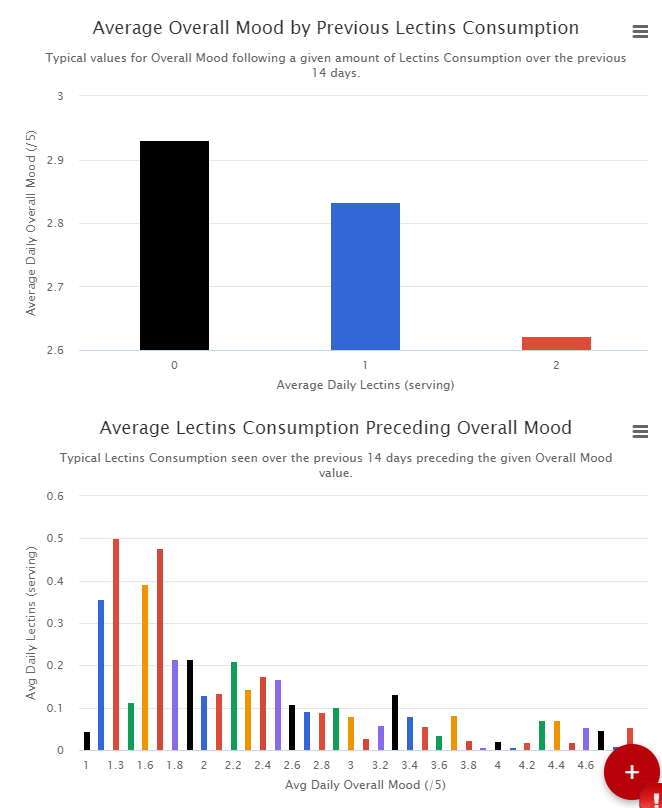 Average Overall Mood by Previous Lectins Consumption
Typical values for Overall Mood following a given amount of Lectins Consumption over the previous
14 days.
Average Daily Overall Mood (/5)
3
2.9
2.8
2.7
2.6
0 1 2
Average Daily Lectins (serving)
Average Lectins Consumption Preceding Overall Mood
Typical Lectins Consumption seen over the previous 14 days preceding the given Overall Mood
value.
Avg Daily Lectins (serving)
0.6
0.5
0.4
0.3
0.2
0.1
0
1 1.3 1.6 1.8 2 2.2 2.4 2.6 2.8 3 3.2 3.4 3.6 3.8 4 4.2 4.4 4.6
Avg Daily Overall Mood (/5)
+
!